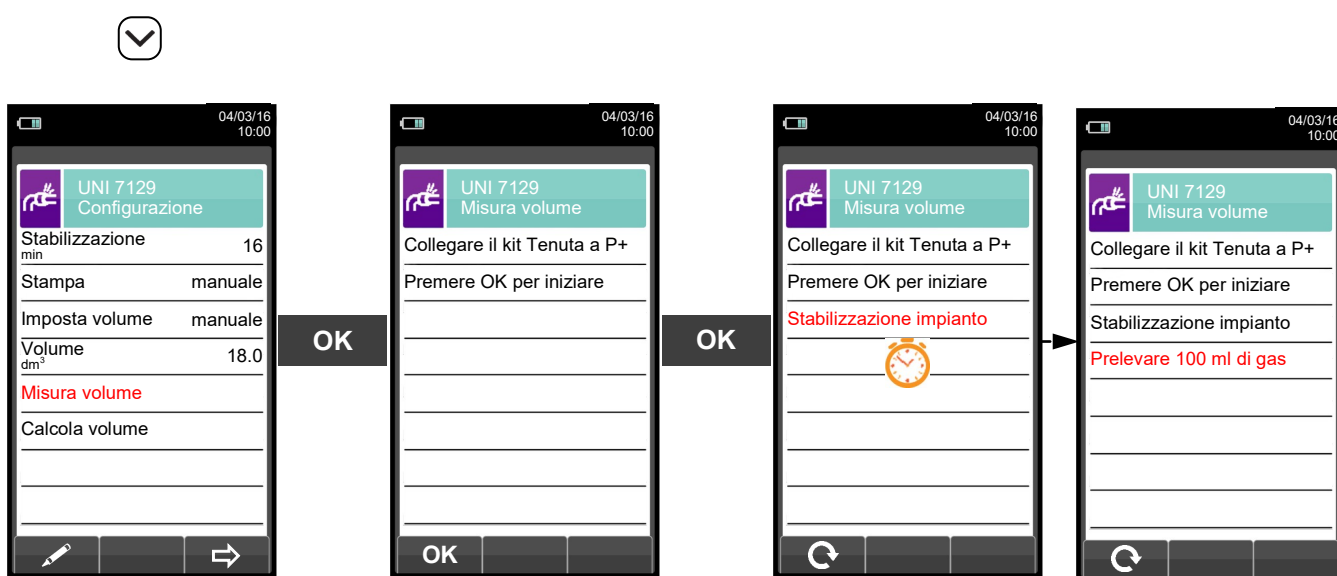 04/03/16
10:00
UNI 7129
Configurazione
Stabilizzazione 16
min
Stampa manuale
Imposta volume manuale
Volume 18.0
dm³
Misura volume
Calcola volume
OK
04/03/16
10:00
UNI 7129
Misura volume
Collegare il kit Tenuta a P+
Premere OK per iniziare
OK
OK
04/03/16
10:00
UNI 7129
Misura volume
Collegare il kit Tenuta a P+
Premere OK per iniziare
Stabilizzazione impianto
04/03/16
10:00
UNI 7129
Misura volume
Collegare il kit Tenuta a P+
Premere OK per iniziare
Stabilizzazione impianto
Prelevare 100 ml di gas